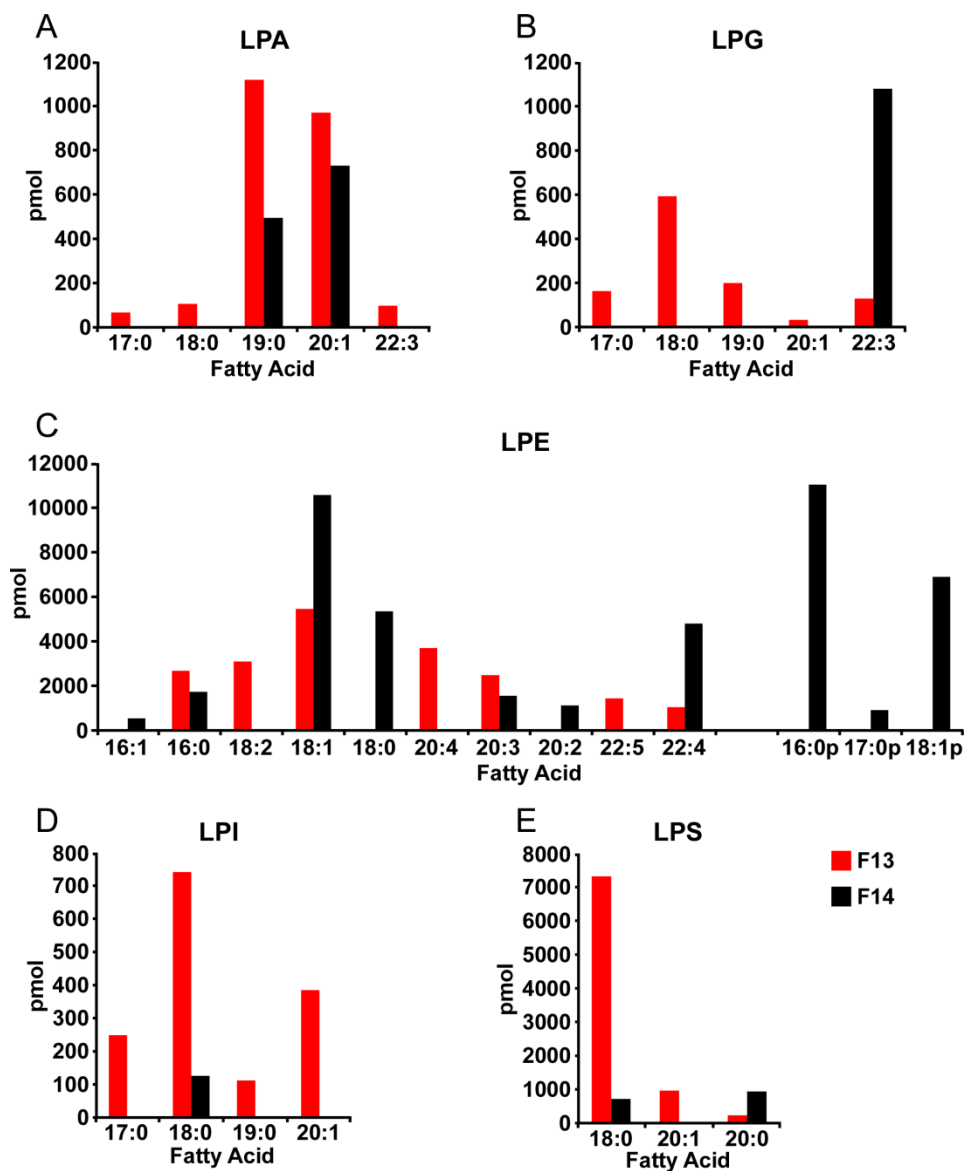 A
LPA
1200
1000
800
600
400
200
0
pmol
17:0 18:0 19:0 20:1 22:3
Fatty Acid
B
LPG
1200
1000
800
600
400
200
0
pmol
17:0 18:0 19:0 20:1 22:3
Fatty Acid
C
LPE
12000
10000
8000
6000
4000
2000
0
pmol
16:1 16:0 18:2 18:1 18:0 20:4 20:3 20:2 22:5 22:4 16:0p 17:0p 18:1p
Fatty Acid
D
LPI
800
700
600
500
400
300
200
100
0
pmol
17:0 18:0 19:0 20:1
Fatty Acid
E
LPS
8000
7000
6000
5000
4000
3000
2000
1000
0
pmol
18:0 20:1 20:0
Fatty Acid
F13
F14